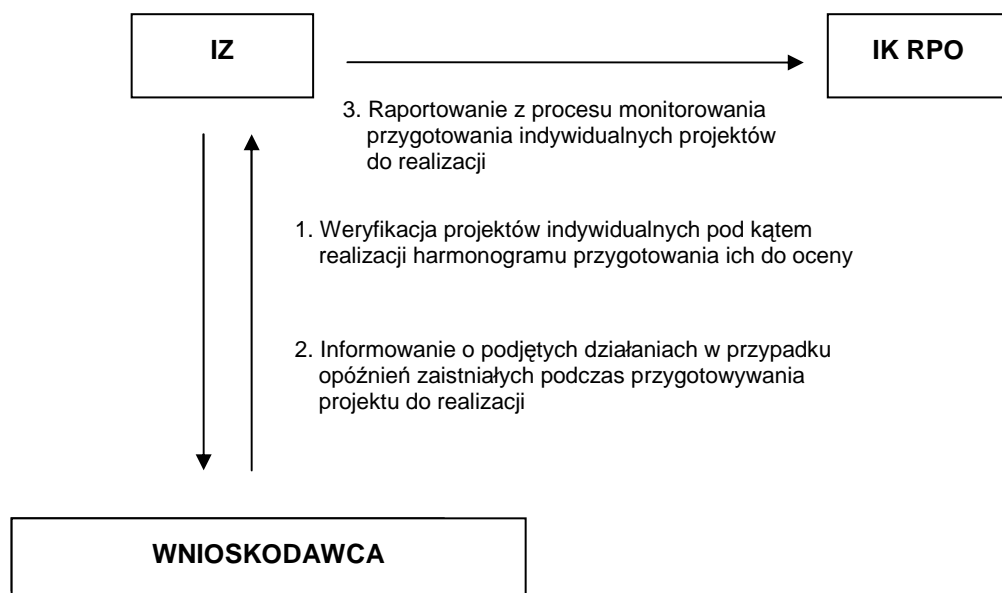 IZ
IK RPO
3. Raportowanie z procesu monitorowania
przygotowania indywidualnych projektów
do realizacji
1. Weryfikacja projektów indywidualnych pod kątem
realizacji harmonogramu przygotowania ich do oceny
2. Informowanie o podjętych działaniach w przypadku
opóźnień zaistniałych podczas przygotowywania
projektu do realizacji
WNIOSKODAWCA